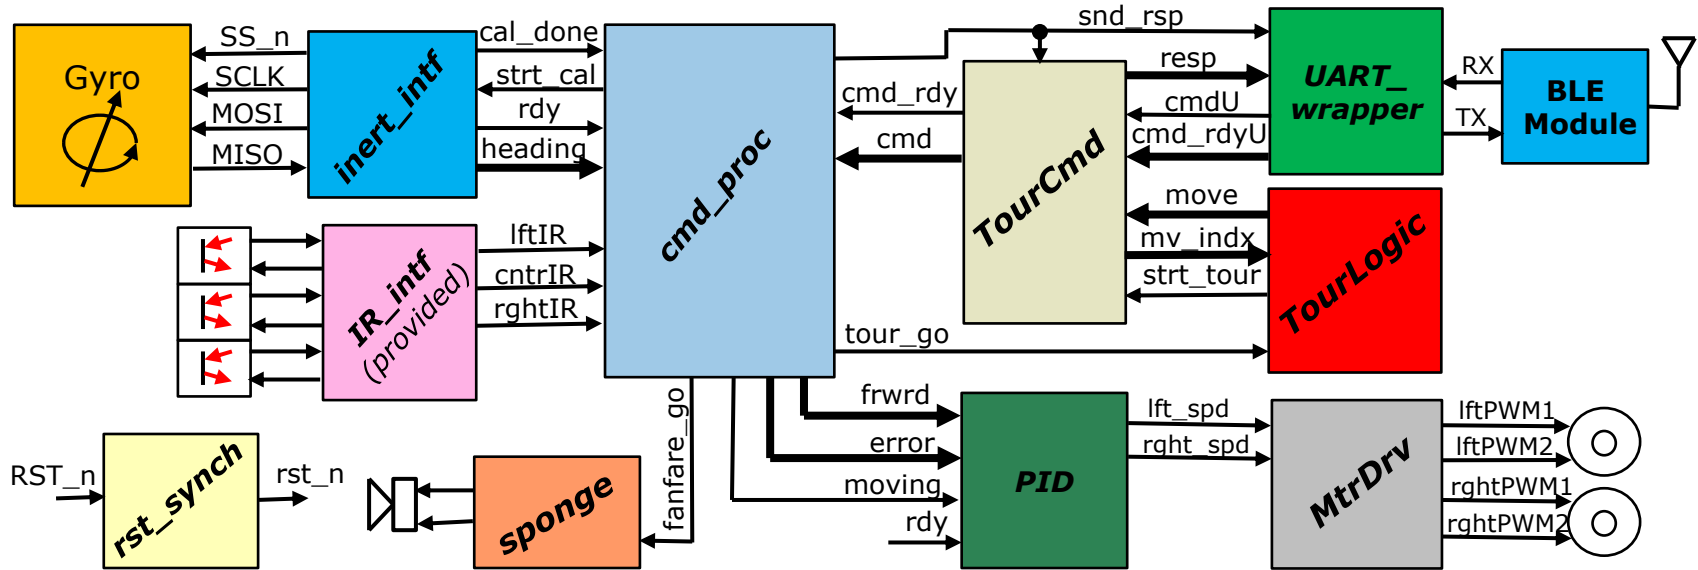 Gyro
SS_n
SCLK
MOSI
MISO
inert_intf
cal_done
strt_cal
rdy
heading
cmd_proc
snd_rsp
cmd_rdy
cmd
TourCmd
resp
cmdU
cmd_rdyU
UART_
wrapper
RX
TX
BLE
Module
move
mv_indx
strt_tour
TourLogic
tour_go
IR_intf
(provided)
lftIR
cntrIR
rghtIR
RST_n
rst_synch
rst_n
sponge
fanfare_go
frwrd
error
moving
rdy
PID
lft_spd
rght_spd
MtrDrv
lftPWM1
lftPWM2
rghtPWM1
rghtPWM2